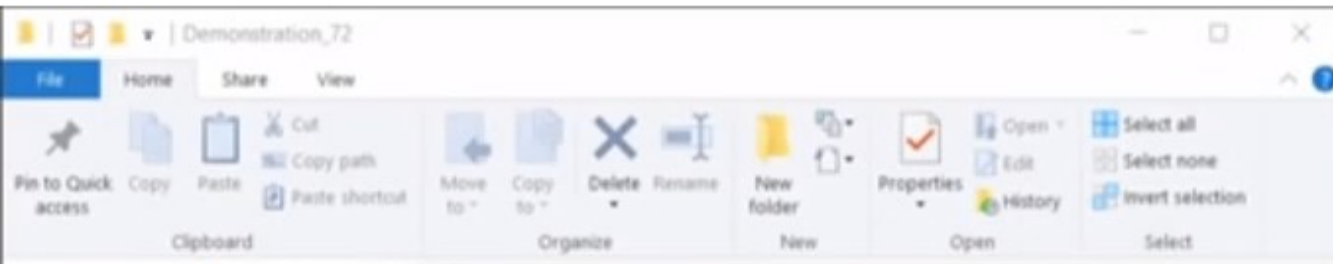 Demonstration_72
File Home Share View
Pin to Quick access
Copy
Paste
Cut
Copy path
Paste shortcut
Clipboard
Move to
Copy to
Delete
Rename
Organize
New folder
New
Properties
Open
Edit
History
Open
Select all
Select none
Invert selection
Select